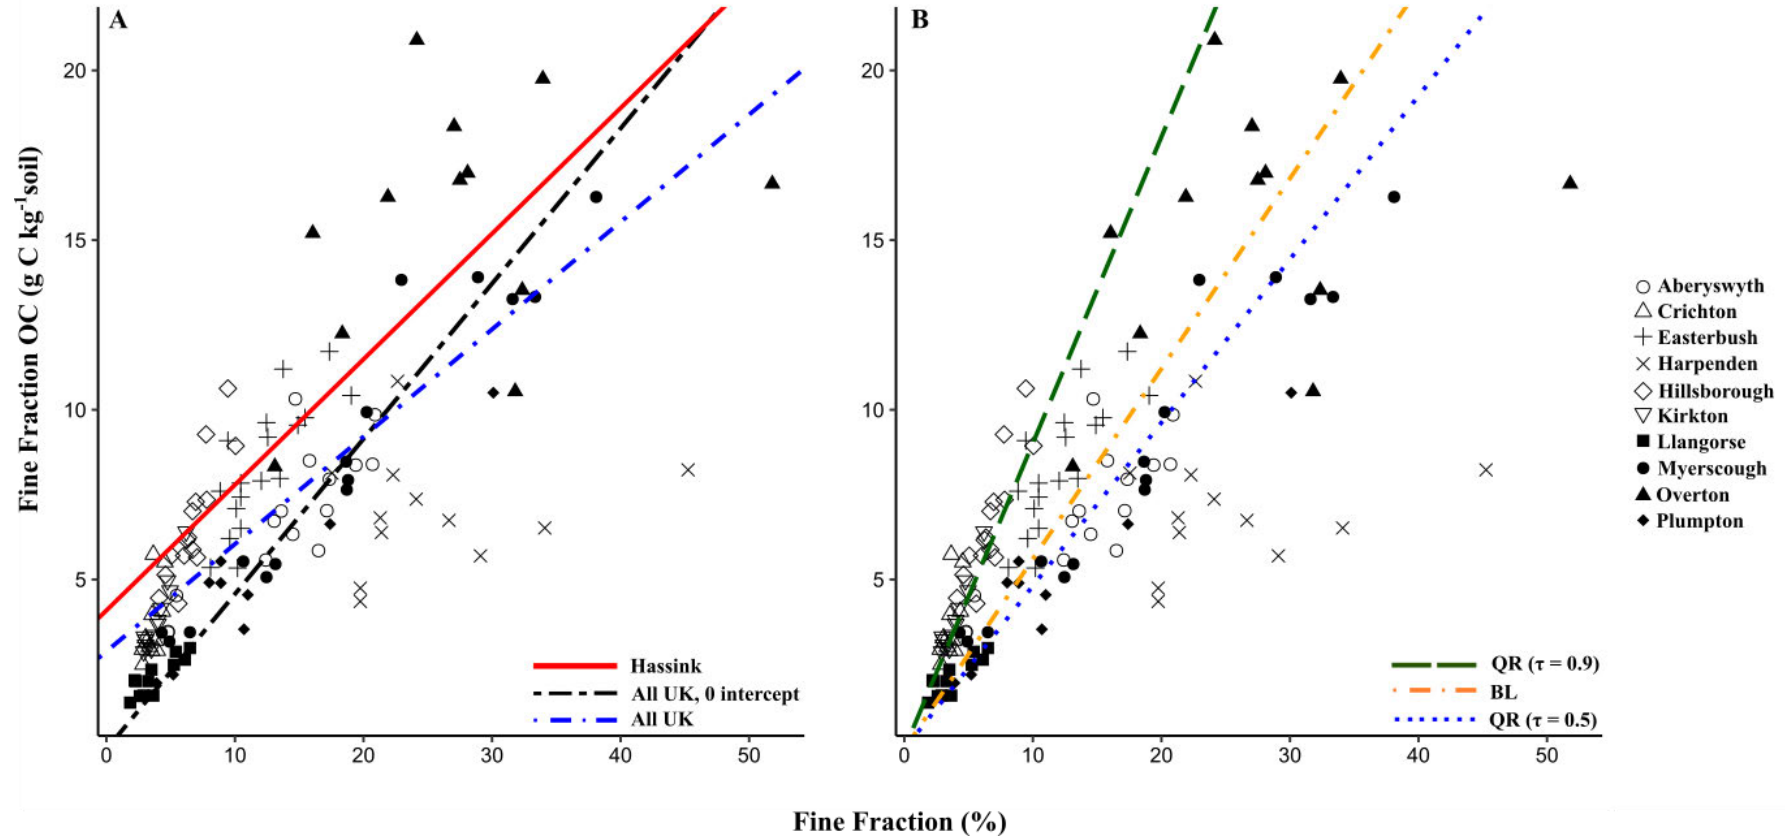 A
B
Fine Fraction OC (g C kg⁻¹soil)
20
15
10
5
0
10
20
30
40
50
Hassink
All UK, 0 intercept
All UK
20
15
10
5
0
10
20
30
40
50
QR (τ = 0.9)
BL
QR (τ = 0.5)
Aberyswyth
Crichton
Easterbush
Harpenden
Hillsborough
Kirkton
Llangorse
Myerscough
Overton
Plumpton
Fine Fraction (%)